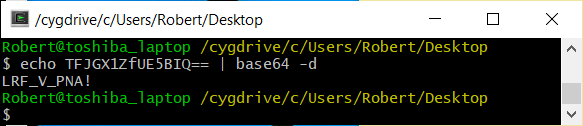 /cygdrive/c/Users/Robert/Desktop
Robert@toshiba_laptop /cygdrive/c/Users/Robert/Desktop
$ echo TFJGX1ZfUE5BIQ== | base64 -d
LRF_V_PNA!
Robert@toshiba_laptop /cygdrive/c/Users/Robert/Desktop
$